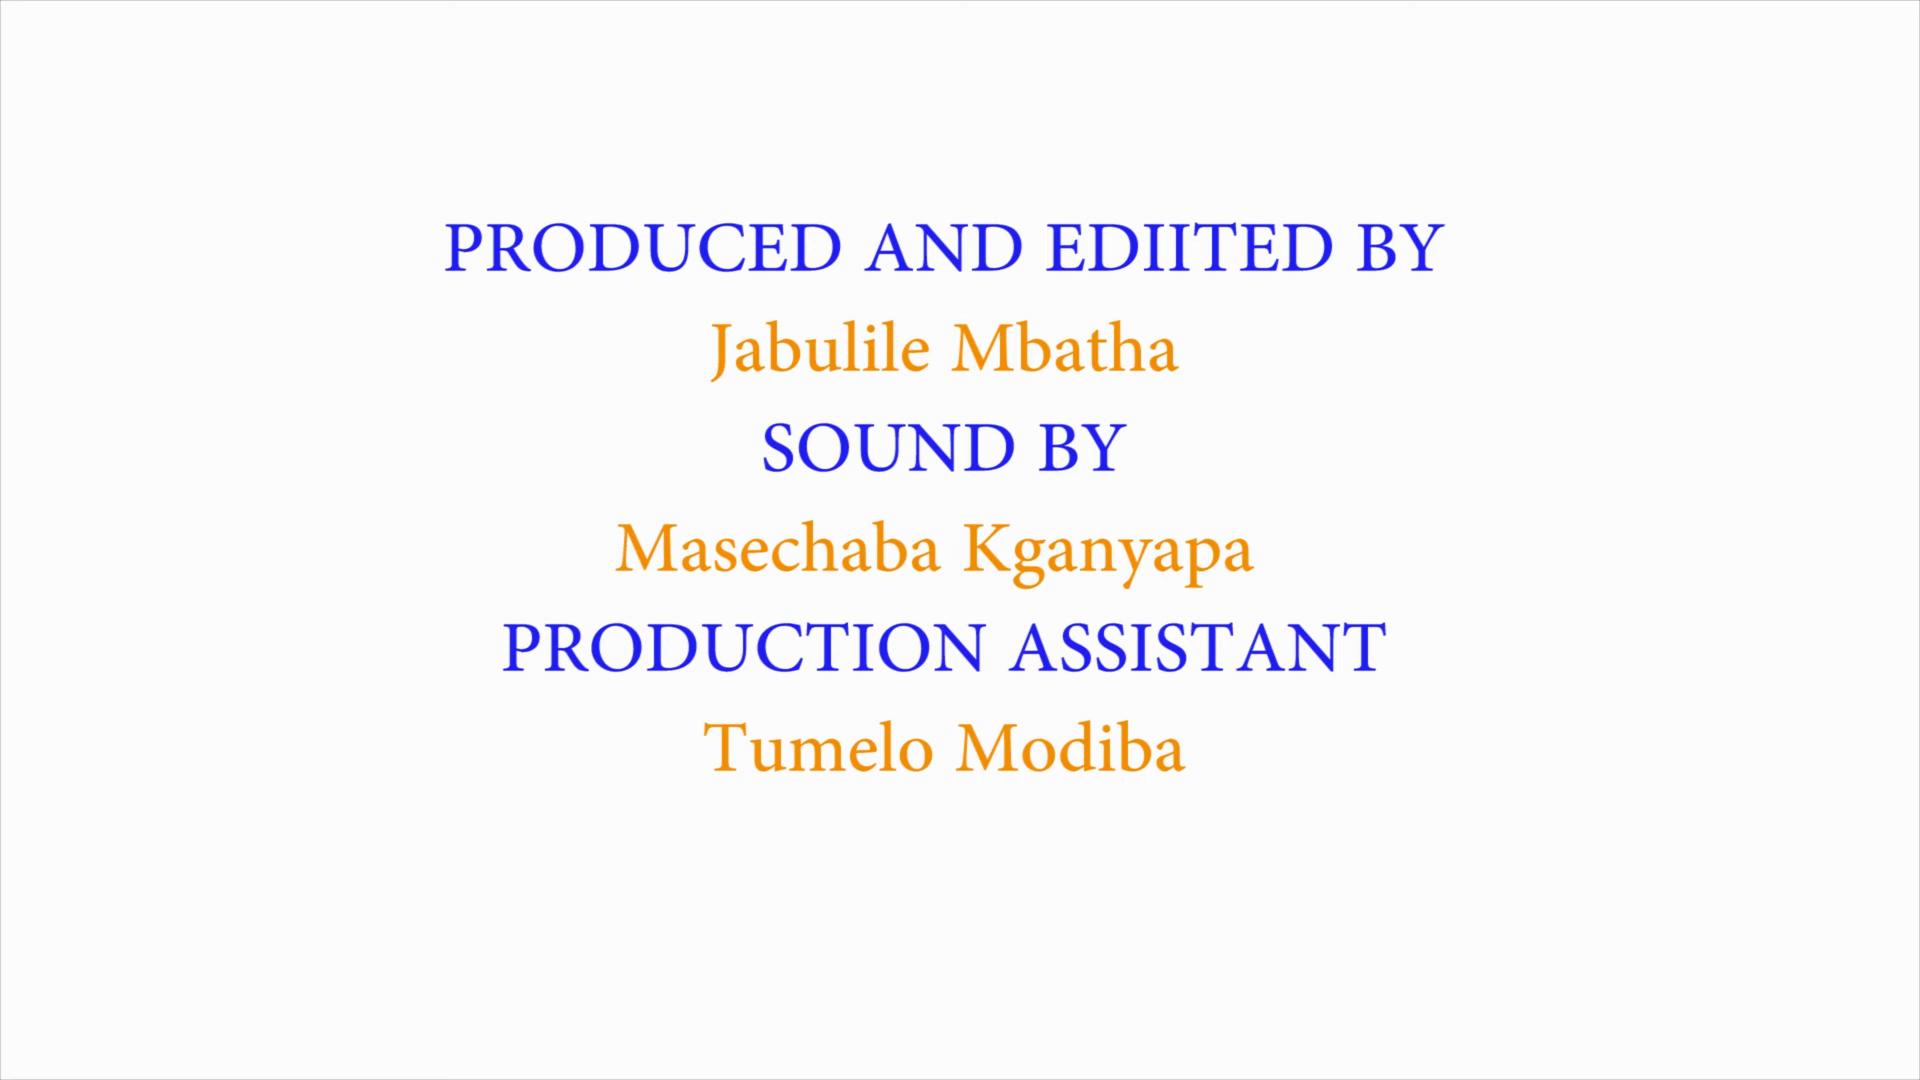 PRODUCED AND EDIITED BY
Jabulile Mbatha
SOUND BY
Masechaba Kganyapa
PRODUCTION ASSISTANT
Tumelo Modiba